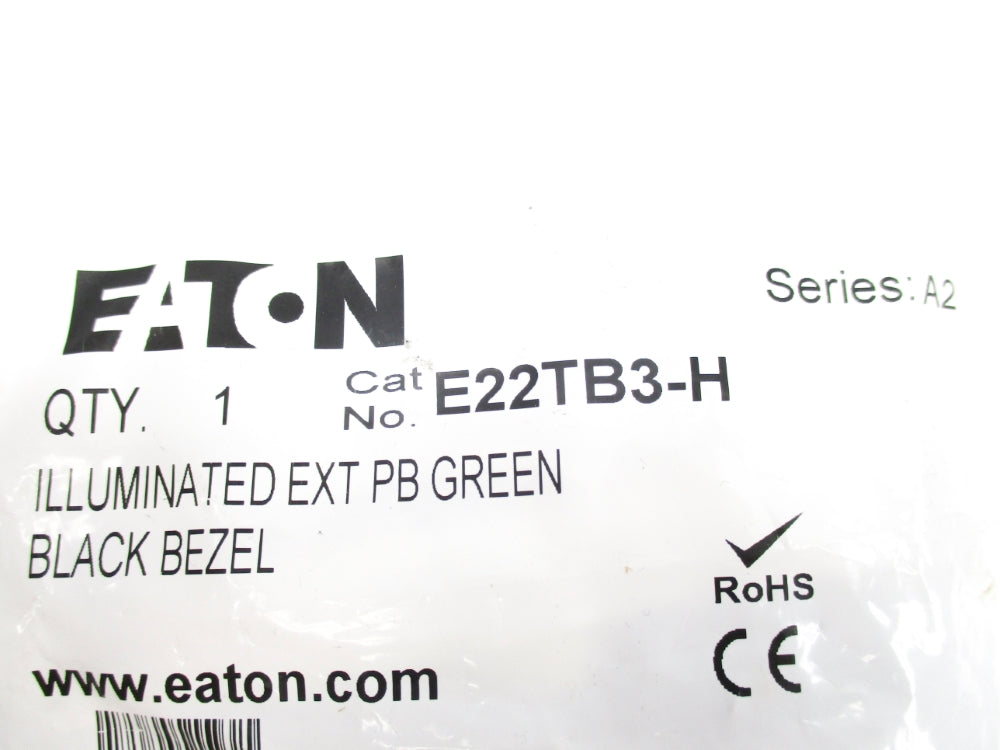 EATON
Series: A2
QTY. 1 Cat No. E22TB3-H
ILLUMINATED EXT PB GREEN
BLACK BEZEL
RoHS
CE
www.eaton.com